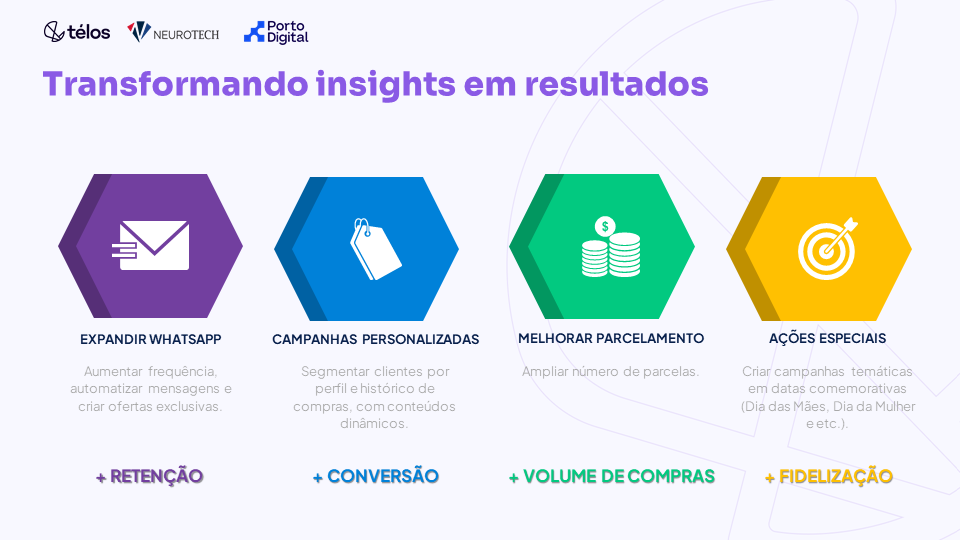 télos
NEUROTECH
Porto
Digital
Transformando insights em resultados
$
EXPANDIR WHATSAPP
Aumentar frequência,
automatizar mensagens e
criar ofertas exclusivas.
+ RETENÇÃO
CAMPANHAS PERSONALIZADAS
Segmentar clientes por
perfil e histórico de
compras, com conteúdos
dinâmicos.
+ CONVERSÃO
MELHORAR PARCELAMENTO
Ampliar número de parcelas.
+ VOLUME DE COMPRAS
AÇÕES ESPECIAIS
Criar campanhas temáticas
em datas comemorativas
(Dia das Mães, Dia da Mulher
e etc.).
+ FIDELIZAÇÃO